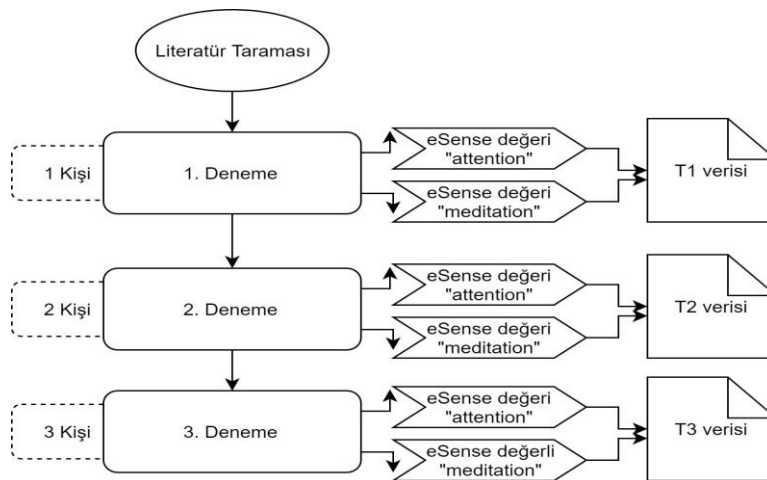 Literatür Taraması
1 Kişi
1. Deneme
eSense değeri
"attention"
eSense değeri
"meditation"
T1 verisi
2 Kişi
2. Deneme
eSense değeri
"attention"
eSense değeri
"meditation"
T2 verisi
3 Kişi
3. Deneme
eSense değeri
"attention"
eSense değerli
"meditation"
T3 verisi